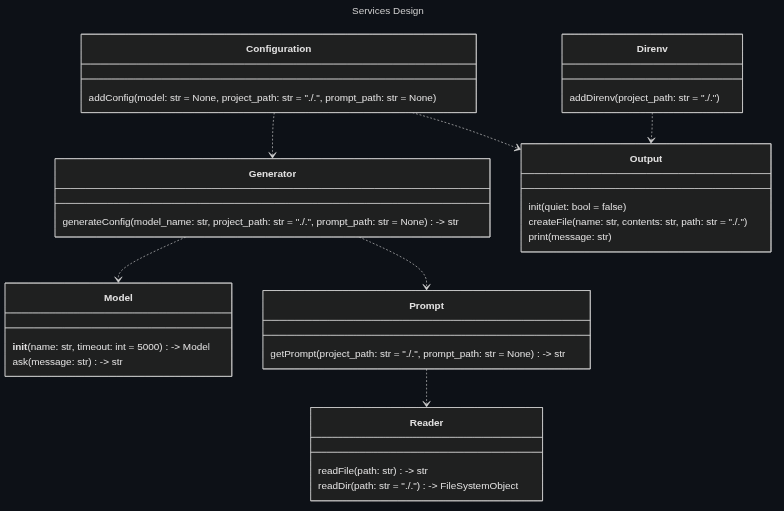 Services Design
Configuration
addConfig(model: str = None, project_path: str = "./.", prompt_path: str = None)
Direnv
addDirenv(project_path: str = "./.")
Generator
generateConfig(model_name: str, project_path: str = "./.", prompt_path: str = None) : -> str
Output
init(quiet: bool = false)
createFile(name: str, contents: str, path: str = "./.")
print(message: str)
Model
init(name: str, timeout: int = 5000) : -> Model
ask(message: str) : -> str
Prompt
getPrompt(project_path: str = "./.", prompt_path: str = None) : -> str
Reader
readFile(path: str) : -> str
readDir(path: str = "./.") : -> FileSystemObject